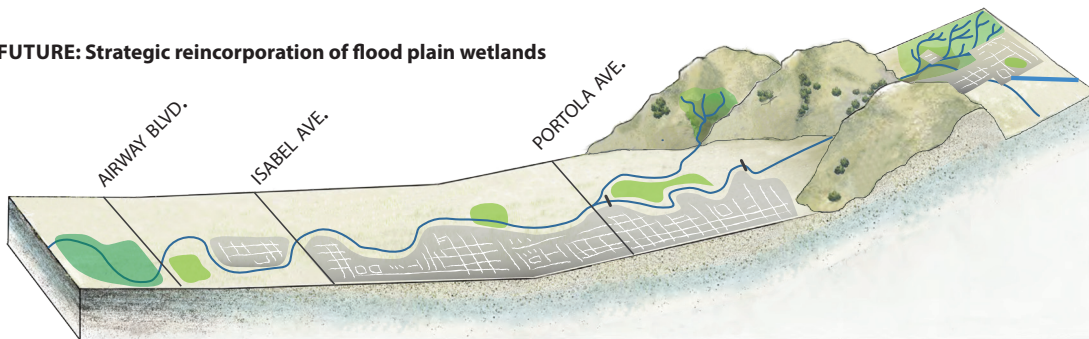 FUTURE: Strategic reincorporation of flood plain wetlands
AIRWAY BLVD.
ISABEL AVE.
PORTOLA AVE.